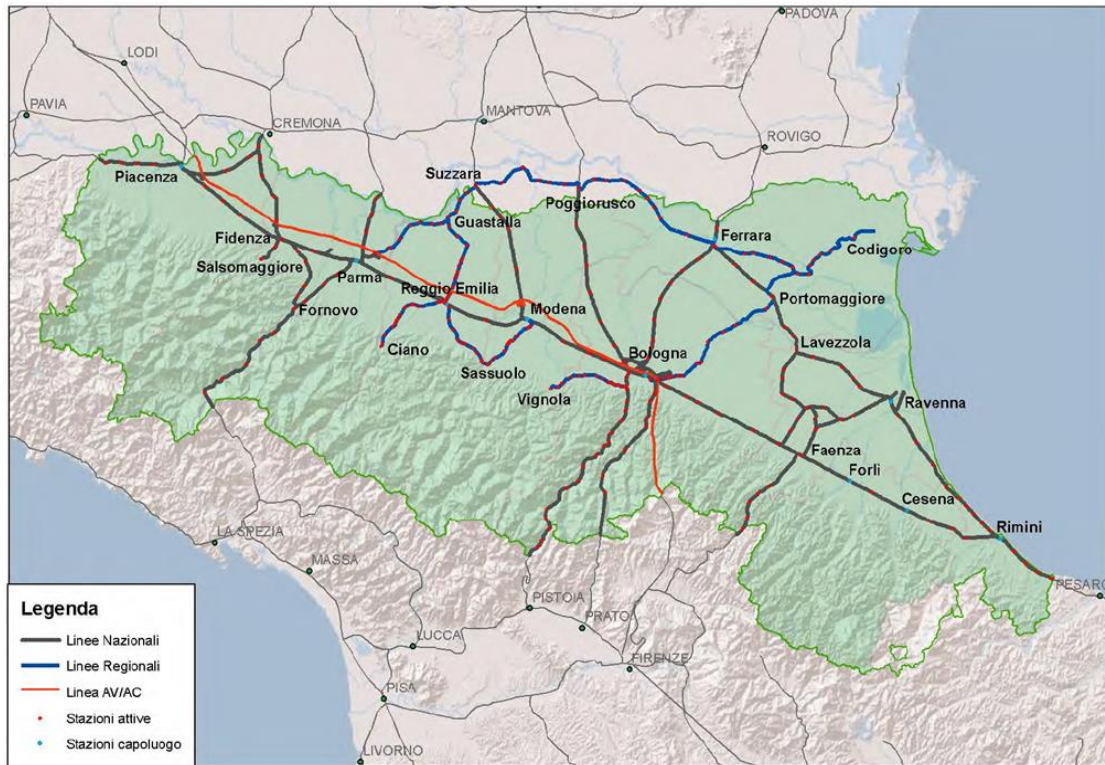 PADOVA
LODI
PAVIA
CREMONA
MANTOVA
ROVIGO
Piacenza
Suzzara
Poggiorusco
Guastalla
Ferrara
Codigoro
Fidenza
Salsomaggiore
Parma
Reggio Emilia
Portomaggiore
Fornovo
Modena
Ciano
Lavezzola
Bologna
Sassuolo
Vignola
Ravenna
Faenza
Forlì
Cesena
Rimini
LA SPEZIA
MASSA
PESARO
PISTOIA
PRATO
LUCCA
FIRENZE
PISA
LIVORNO
Legenda
Linee Nazionali
Linee Regionali
Linea AV/AC
Stazioni attive
Stazioni capoluogo